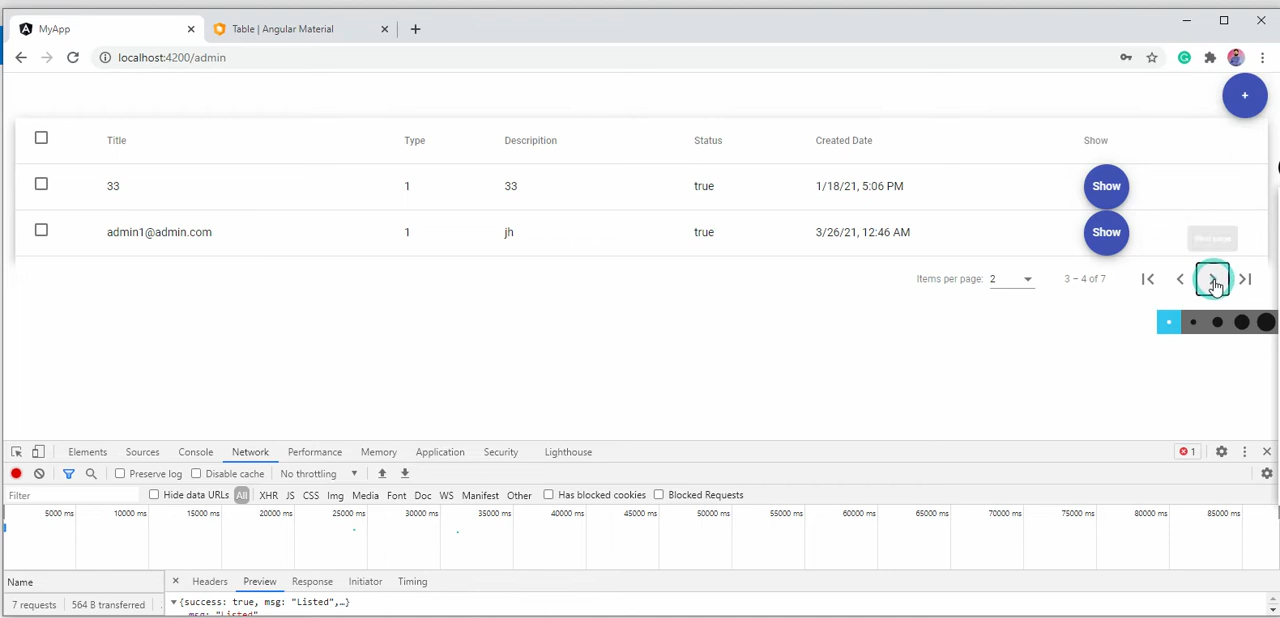 MyApp
Table | Angular Material
localhost:4200/admin
+
Title Type Descripition Status Created Date Show
33 1 33 true 1/18/21, 5:06 PM Show
admin1@admin.com 1 jh true 3/26/21, 12:46 AM Show
Items per page: 2 3 – 4 of 7
Elements Sources Console Network Performance Memory Application Security Lighthouse 1
Preserve log Disable cache No throttling
Filter Hide data URLs All XHR JS CSS Img Media Font Doc WS Manifest Other Has blocked cookies Blocked Requests
5000 ms 10000 ms 15000 ms 20000 ms 25000 ms 30000 ms 35000 ms 40000 ms 45000 ms 50000 ms 55000 ms 60000 ms 65000 ms 70000 ms 75000 ms 80000 ms 85000 ms
Name Headers Preview Response Initiator Timing
7 requests 564 B transferred {success: true, msg: "Listed",…}
msg: "Listed"